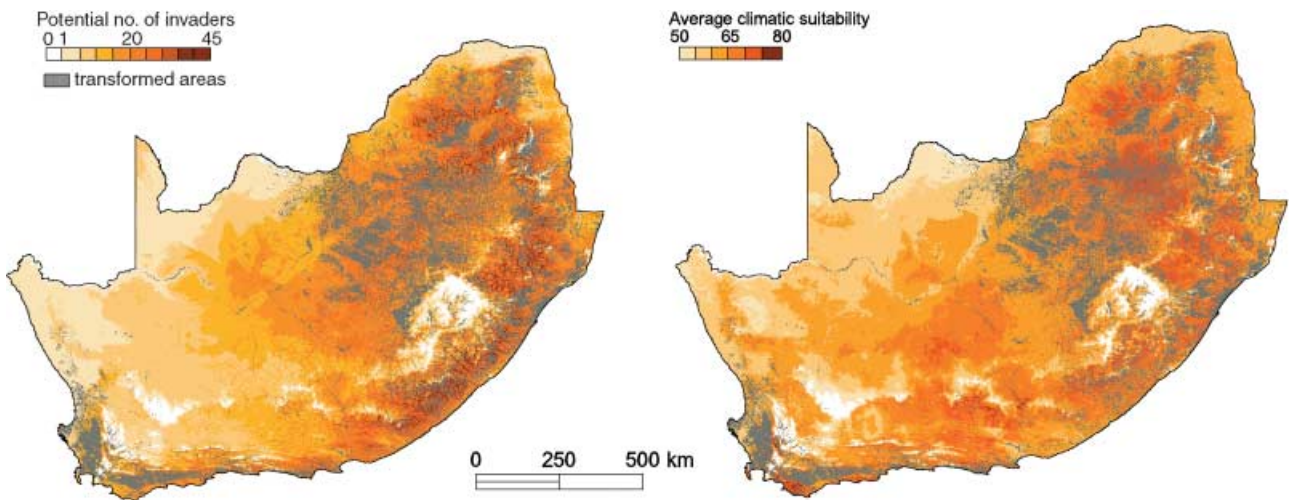 Potential no. of invaders
0 1 20 45
transformed areas
Average climatic suitability
50 65 80
0 250 500 km